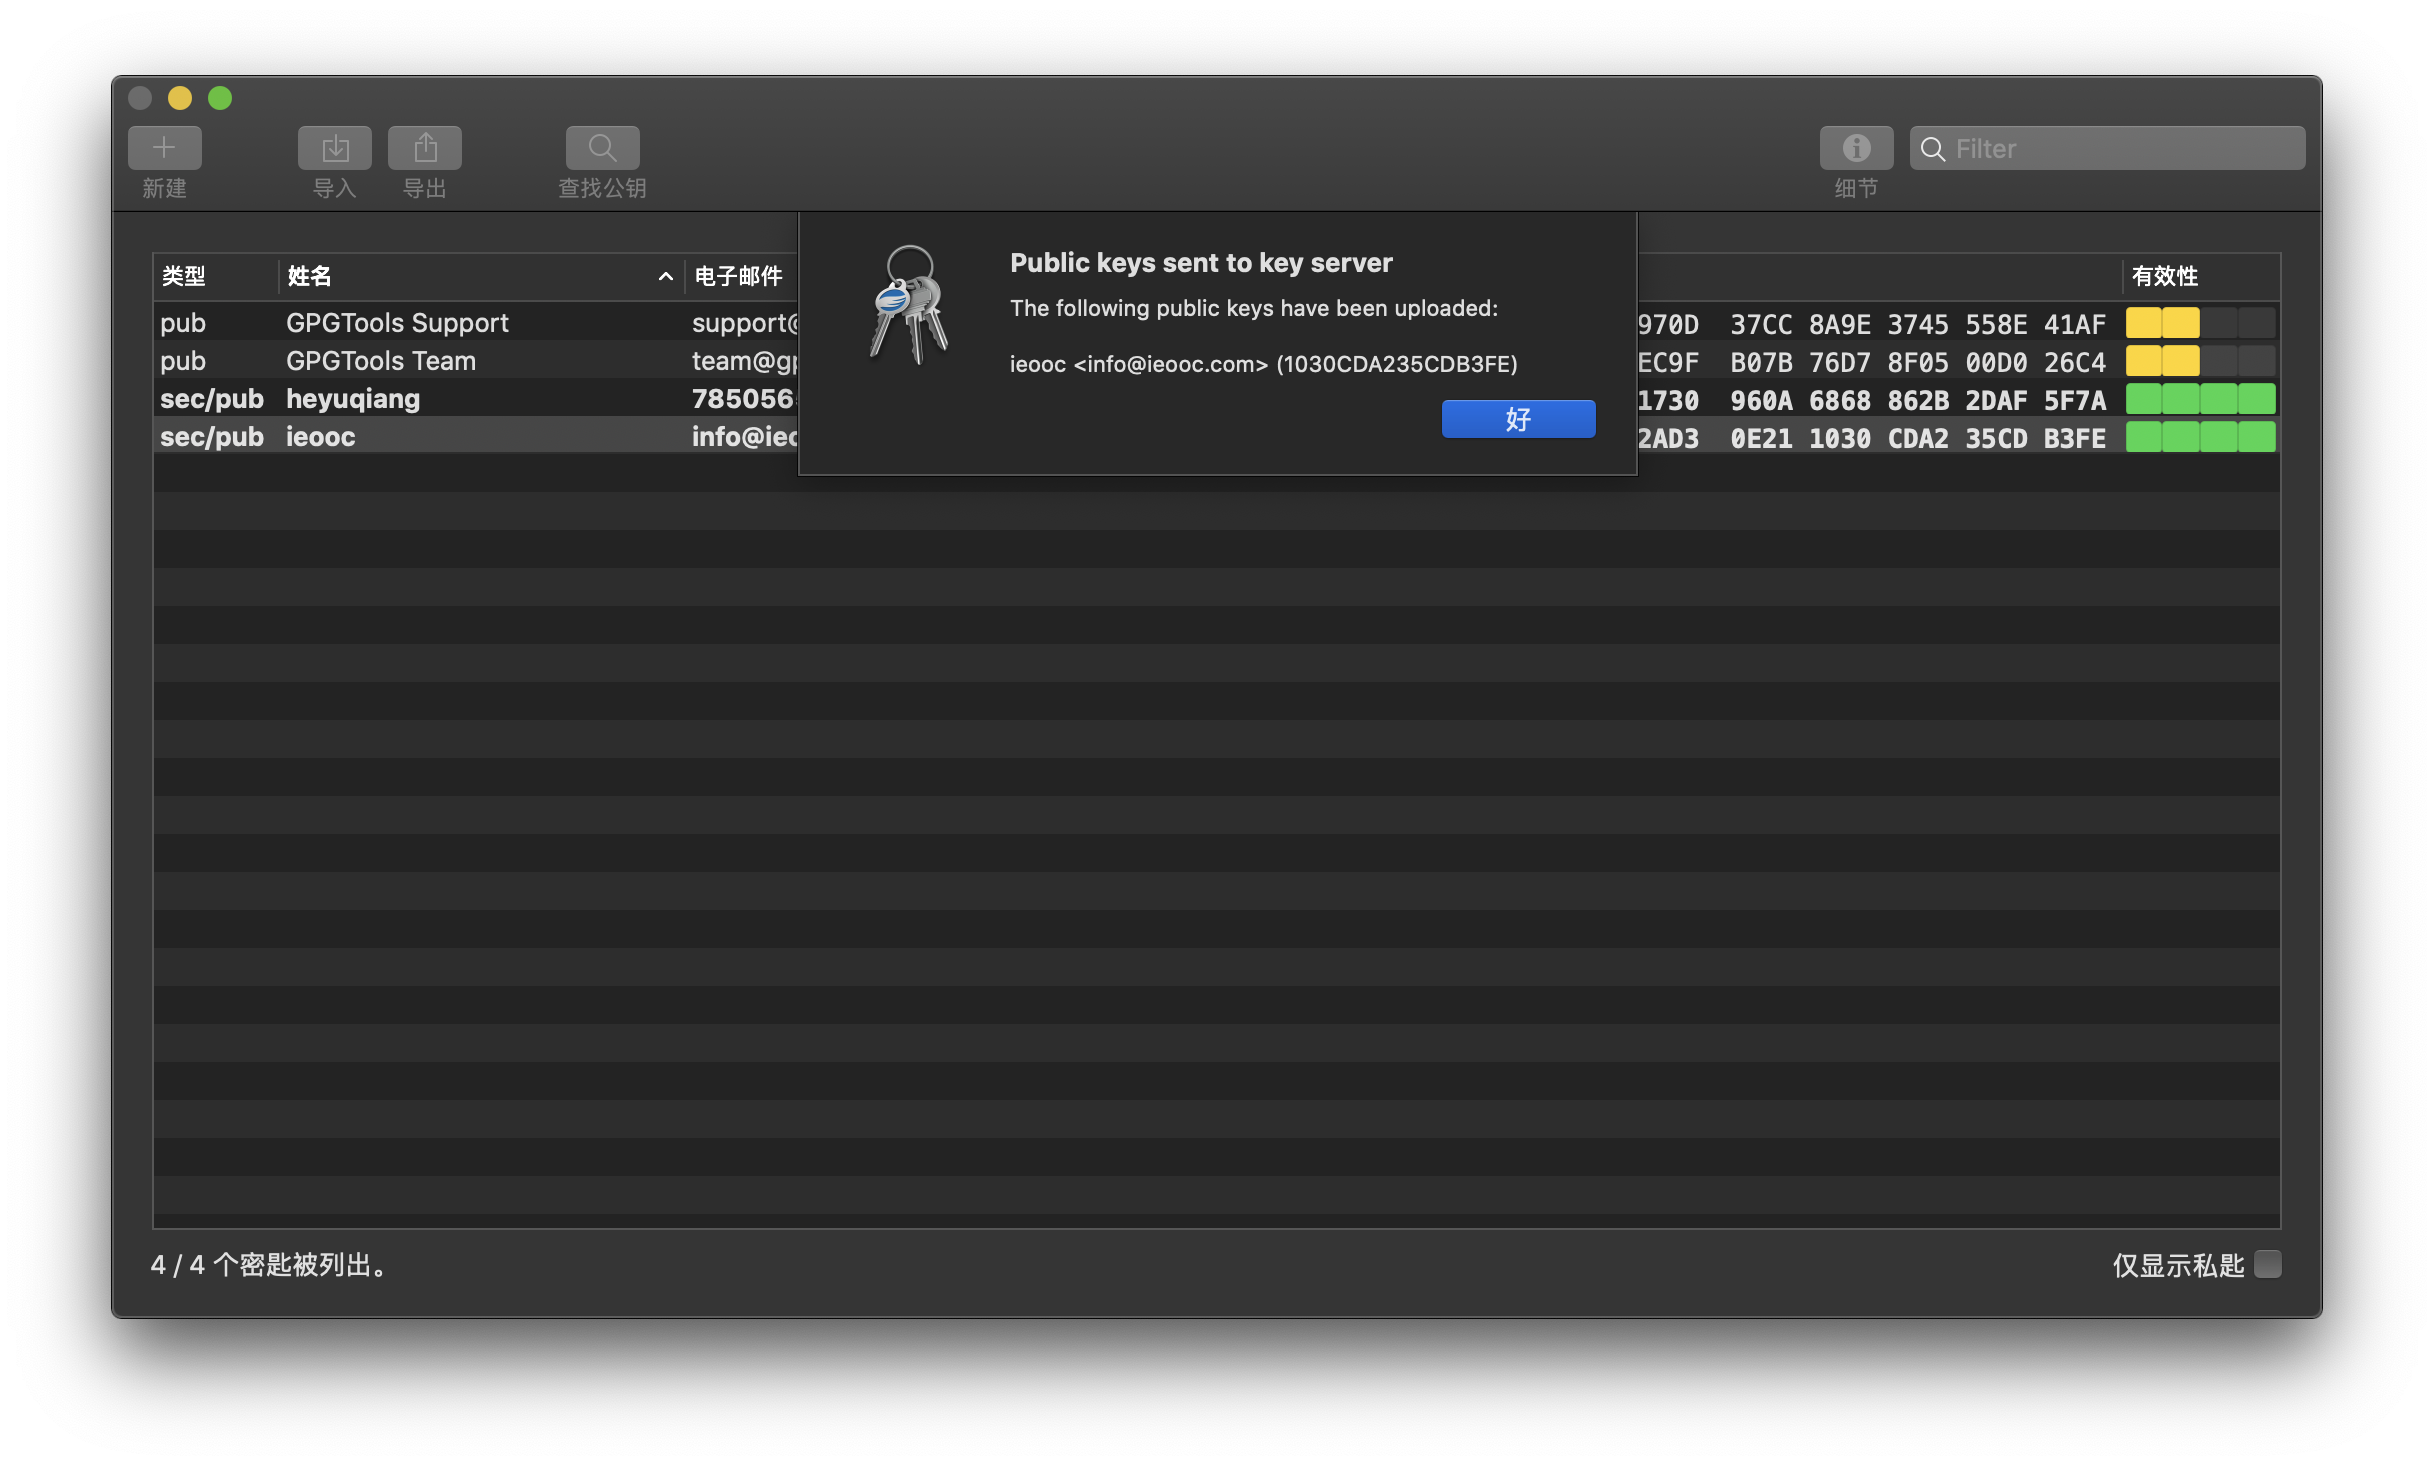 新建
导入
导出
查找公钥
细节
Filter
Public keys sent to key server
The following public keys have been uploaded:
ieooc <info@ieooc.com> (1030CDA235CDB3FE)
好
类型 姓名 电子邮件 有效性
pub GPGTools Support support@ 970D 37CC 8A9E 3745 558E 41AF
pub GPGTools Team team@gp EC9F B07B 76D7 8F05 00D0 26C4
sec/pub heyuqiang 785056 1730 960A 6868 862B 2DAF 5F7A
sec/pub ieooc info@ieo 2AD3 0E21 1030 CDA2 35CD B3FE
4 / 4 个密匙被列出。
仅显示私匙